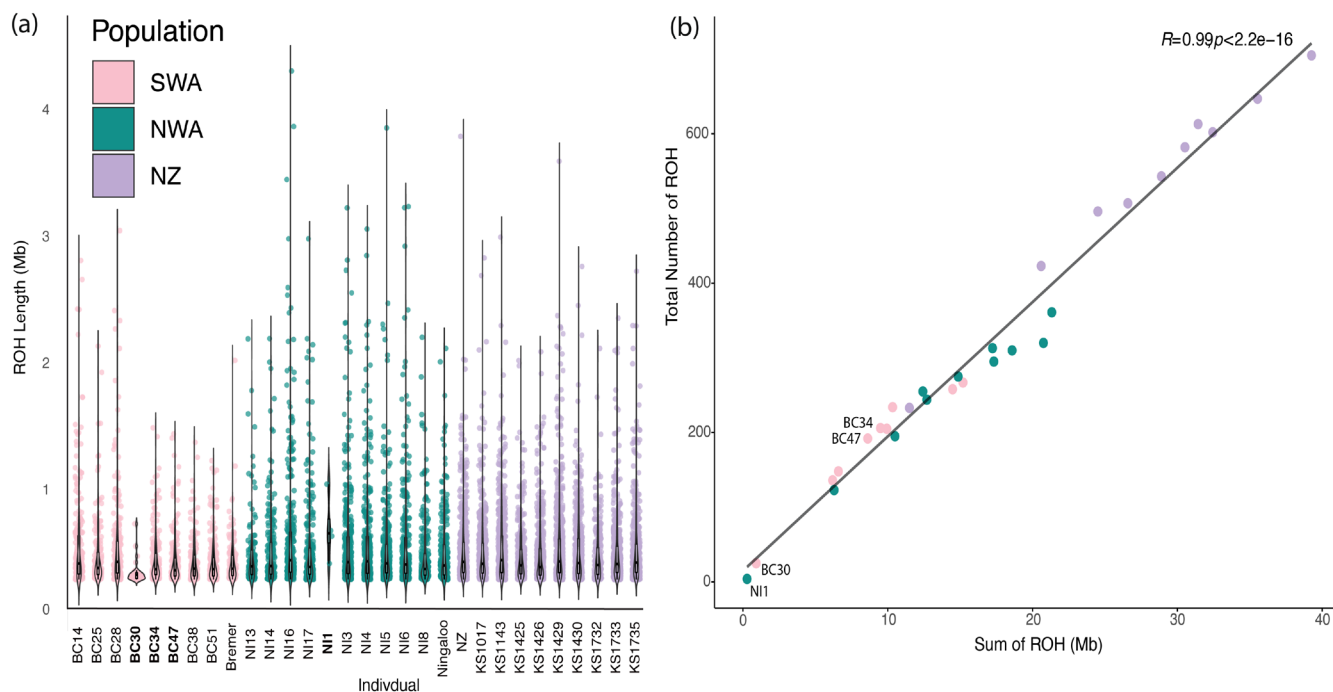 (a)
Population
SWA
NWA
NZ
ROH Length (Mb)
4
3
2
1
0
BC14
BC25
BC28
BC30
BC34
BC47
BC38
BC51
Bremer
NI13
NI14
NI16
NI17
NI1
NI3
NI4
NI5
NI6
NI8
Ningaloo
NZ
KS1017
KS1143
KS1425
KS1426
KS1429
KS1430
KS1732
KS1733
KS1735
Indivdual
(b)
R=0.99,p<2.2e−16
Total Number of ROH
600
400
200
0
BC34
BC47
BC30
NI1
0
10
20
30
40
Sum of ROH (Mb)